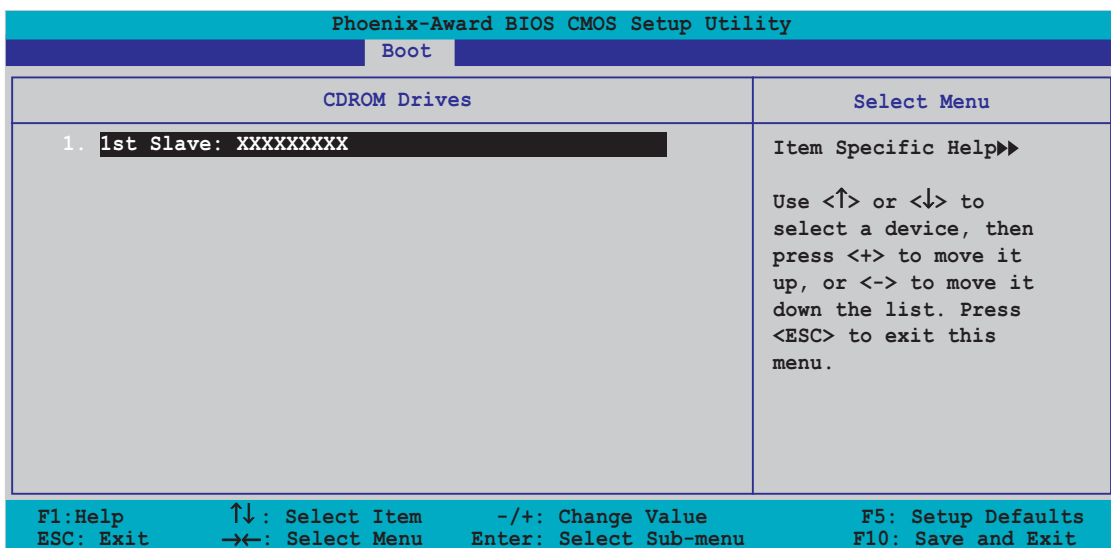 Phoenix-Award BIOS CMOS Setup Utility
Boot
CDROM Drives
Select Menu
1. 1st Slave: XXXXXXXXX
Item Specific Help▶▶
Use <↑> or <↓> to
select a device, then
press <+> to move it
up, or <-> to move it
down the list. Press
<ESC> to exit this
menu.
F1:Help ↑↓: Select Item -/+: Change Value F5: Setup Defaults
ESC: Exit →←: Select Menu Enter: Select Sub-menu F10: Save and Exit